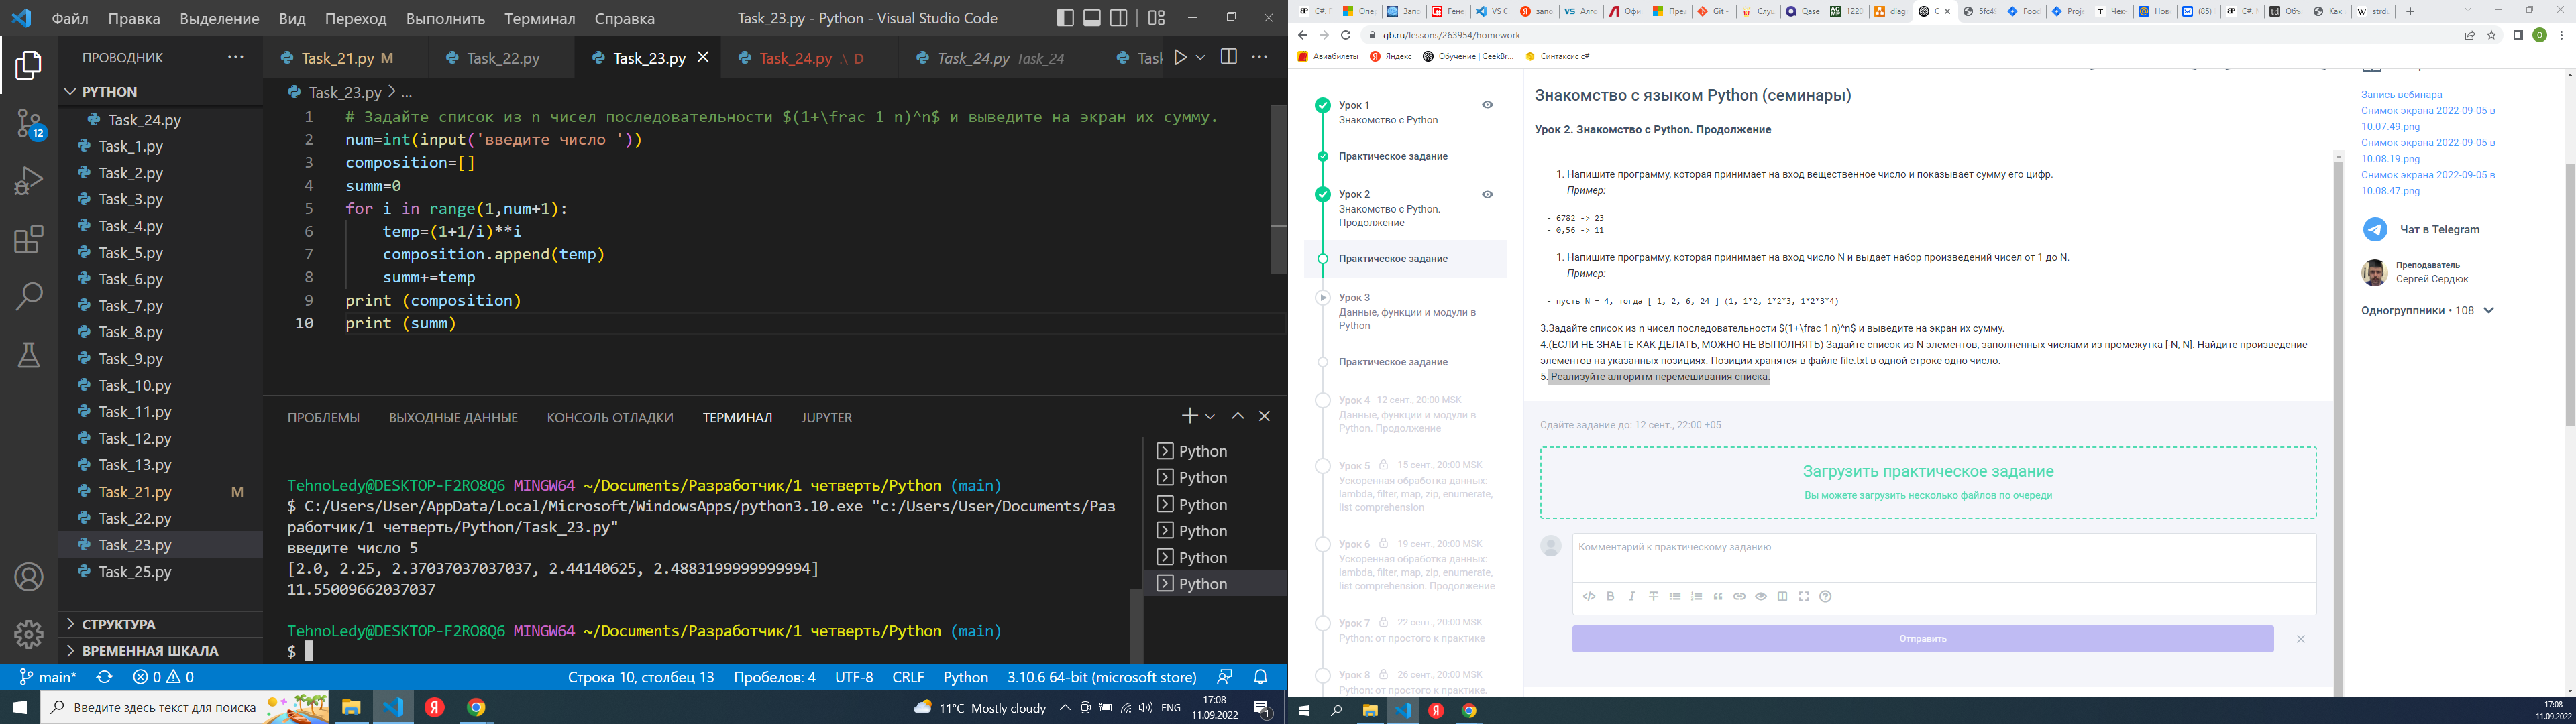 Файл Правка Выделение Вид Переход Выполнить Терминал Справка
Task_23.py - Python - Visual Studio Code
ПРОВОДНИК
Task_21.py M
Task_22.py
Task_23.py
Task_24.py .\ D
Task_24.py Task_24
PYTHON
Task_23.py > ...
Task_24.py
Task_1.py
Task_2.py
Task_3.py
Task_4.py
Task_5.py
Task_6.py
Task_7.py
Task_8.py
Task_9.py
Task_10.py
Task_11.py
Task_12.py
Task_13.py
Task_21.py M
Task_22.py
Task_23.py
Task_25.py
СТРУКТУРА
ВРЕМЕННАЯ ШКАЛА
12
1 # Задайте список из n чисел последовательности $(1+\frac 1 n)^n$ и выведите на экран их сумму.
2 num=int(input('введите число '))
3 composition=[]
4 summ=0
5 for i in range(1,num+1):
6 temp=(1+1/i)**i
7 composition.append(temp)
8 summ+=temp
9 print (composition)
10 print (summ)
ПРОБЛЕМЫ ВЫХОДНЫЕ ДАННЫЕ КОНСОЛЬ ОТЛАДКИ ТЕРМИНАЛ JUPYTER
TehnoLedy@DESKTOP-F2RO8Q6 MINGW64 ~/Documents/Разработчик/1 четверть/Python (main)
$ C:/Users/User/AppData/Local/Microsoft/WindowsApps/python3.10.exe "c:/Users/User/Documents/Раз
работчик/1 четверть/Python/Task_23.py"
введите число 5
[2.0, 2.25, 2.37037037037037, 2.44140625, 2.4883199999999994]
11.55009662037037
TehnoLedy@DESKTOP-F2RO8Q6 MINGW64 ~/Documents/Разработчик/1 четверть/Python (main)
$
Python
Python
Python
Python
Python
Python
main* 0 0 Строка 10, столбец 13 Пробелов: 4 UTF-8 CRLF Python 3.10.6 64-bit (microsoft store)
Введите здесь текст для поиска
11°C Mostly cloudy
ENG
17:08
11.09.2022
1
gb.ru/lessons/263954/homework
Авиабилеты Яндекс Обучение | GeekBr... Синтаксис c#
Урок 1
Знакомство с Python
Практическое задание
Урок 2
Знакомство с Python.
Продолжение
Практическое задание
Урок 3
Данные, функции и модули в
Python
Практическое задание
Урок 4 12 сент., 20:00 MSK
Данные, функции и модули в
Python. Продолжение
Урок 5 15 сент., 20:00 MSK
Ускоренная обработка данных:
lambda, filter, map, zip, enumerate,
list comprehension
Урок 6 19 сент., 20:00 MSK
Ускоренная обработка данных:
lambda, filter, map, zip, enumerate,
list comprehension. Продолжение
Урок 7 22 сент., 20:00 MSK
Python: от простого к практике
Урок 8 26 сент., 20:00 MSK
Python: от простого к практике.
Знакомство с языком Python (семинары)
Урок 2. Знакомство с Python. Продолжение
1. Напишите программу, которая принимает на вход вещественное число и показывает сумму его цифр.
Пример:
- 6782 -> 23
- 0,56 -> 11
1. Напишите программу, которая принимает на вход число N и выдает набор произведений чисел от 1 до N.
Пример:
- пусть N = 4, тогда [ 1, 2, 6, 24 ] (1, 1*2, 1*2*3, 1*2*3*4)
3.Задайте список из n чисел последовательности $(1+\frac 1 n)^n$ и выведите на экран их сумму.
4.(ЕСЛИ НЕ ЗНАЕТЕ КАК ДЕЛАТЬ, МОЖНО НЕ ВЫПОЛНЯТЬ) Задайте список из N элементов, заполненных числами из промежутка [-N, N]. Найдите произведение
элементов на указанных позициях. Позиции хранятся в файле file.txt в одной строке одно число.
5. Реализуйте алгоритм перемешивания списка.
Сдайте задание до: 12 сент., 22:00 +05
Загрузить практическое задание
Вы можете загрузить несколько файлов по очереди
Комментарий к практическому заданию
Отправить
Запись вебинара
Снимок экрана 2022-09-05 в
10.07.49.png
Снимок экрана 2022-09-05 в
10.08.19.png
Снимок экрана 2022-09-05 в
10.08.47.png
Чат в Telegram
Преподаватель
Сергей Сердюк
Одногруппники • 108
17:08
11.09.2022